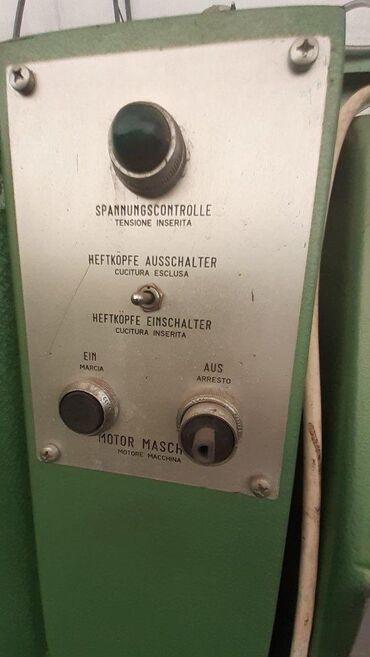 SPANNUNGSCONTROLLE
TENSIONE INSERITA
HEFTKÖPFE AUSSCHALTER
CUCITURA ESCLUSA
HEFTKÖPFE EINSCHALTER
CUCITURA INSERITA
EIN
MARCIA
AUS
ARRESTO
MOTOR MASCH
MOTORE MACCHINA